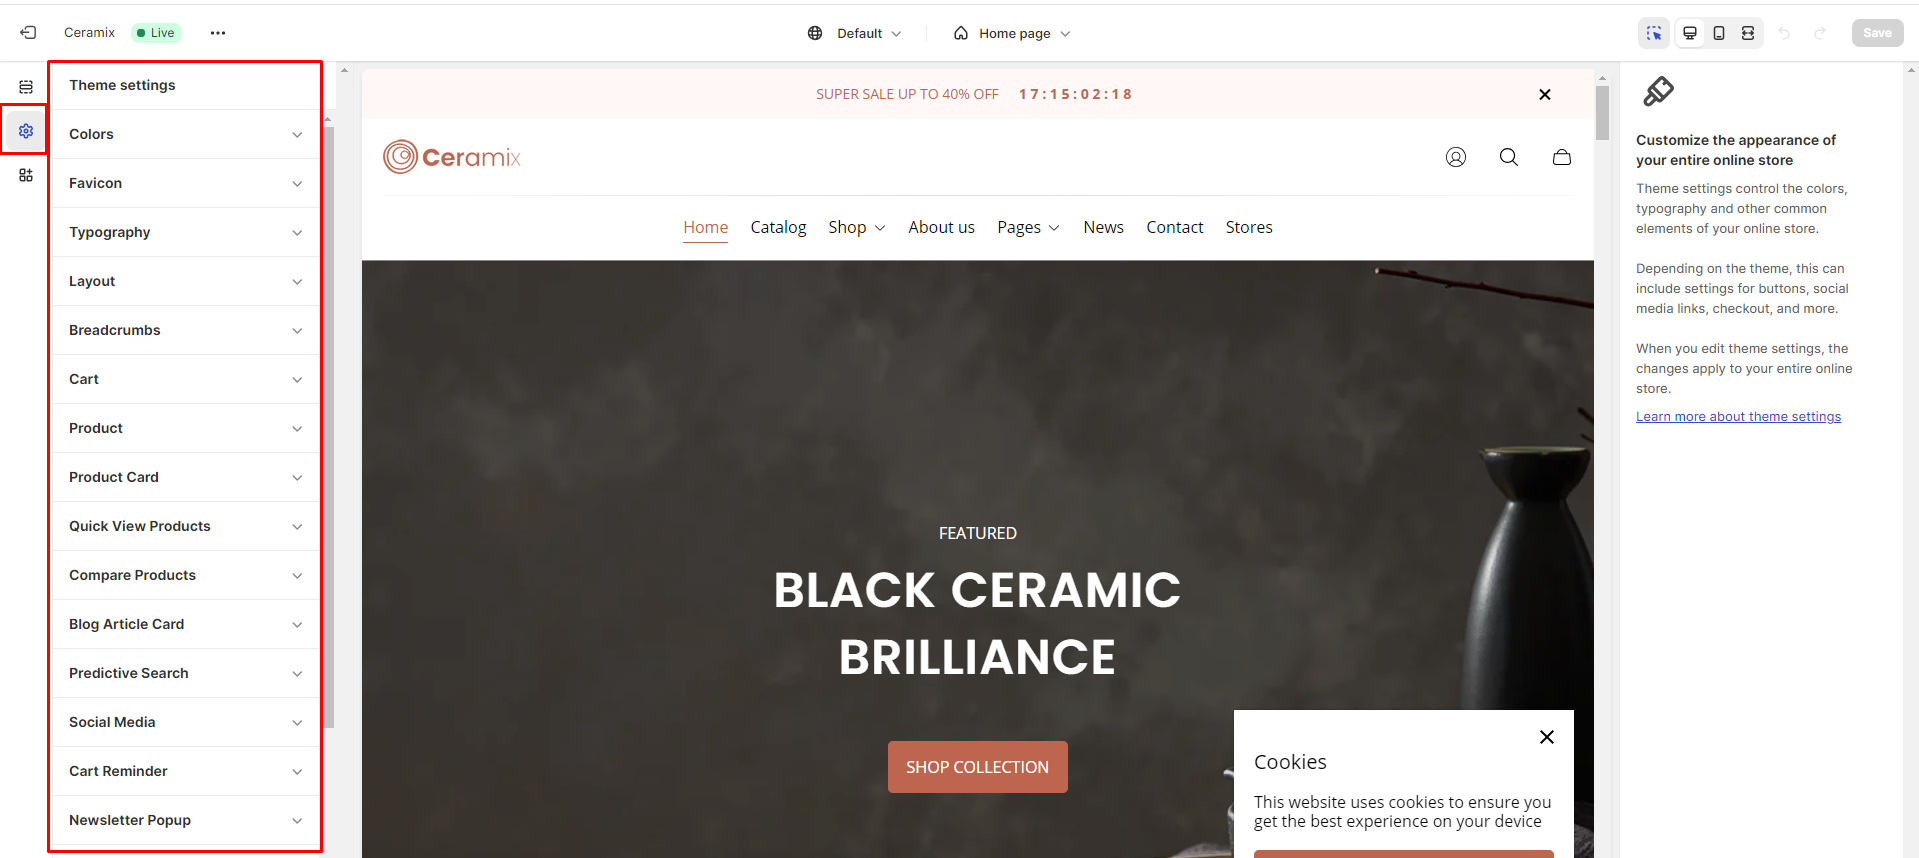 Ceramix
Live
Default
Home page
Save
Theme settings
Colors
Favicon
Typography
Layout
Breadcrumbs
Cart
Product
Product Card
Quick View Products
Compare Products
Blog Article Card
Predictive Search
Social Media
Cart Reminder
Newsletter Popup
SUPER SALE UP TO 40% OFF 17:15:02:18
Ceramix
Home Catalog Shop About us Pages News Contact Stores
FEATURED
BLACK CERAMIC
BRILLIANCE
SHOP COLLECTION
Cookies
This website uses cookies to ensure you
get the best experience on your device
Customize the appearance of
your entire online store
Theme settings control the colors,
typography and other common
elements of your online store.
Depending on the theme, this can
include settings for buttons, social
media links, checkout, and more.
When you edit theme settings, the
changes apply to your entire online
store.
Learn more about theme settings